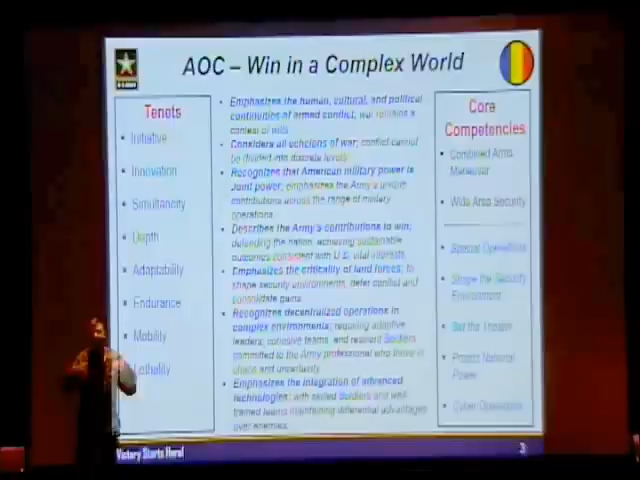 AOC – Win in a Complex World
Tenets
• Initiative
• Innovation
• Simultaneity
• Depth
• Adaptability
• Endurance
• Mobility
Lethality
• Emphasizes the human, cultural, and political
continuities of armed conflict; war remains a
contest of wills
• Considers all echelons of war; conflict cannot
be divided into discrete levels
• Recognizes that American military power is
Joint power; emphasizes the Army's unique
contributions across the range of military
operations.
• Describes the Army's contributions to win;
defending the nation, achieving sustainable
outcomes consistent with U.S. vital interests
• Emphasizes the criticality of land forces; to
shape security environments, deter conflict and
consolidate gains
• Recognizes decentralized operations in
complex environments; requiring adaptive
leaders, cohesive teams, and resilient Soldiers
committed to the Army professional who thrive in
chaos and uncertainty
• Emphasizes the integration of advanced
technologies; with skilled Soldiers and well-
trained teams maintaining differential advantages
over enemies.
Core
Competencies
• Combined Arms
Maneuver
• Wide Area Security
• Special Operations
• Shape the Security
Environment
• Set the Theater
• Project National
Power
• Cyber Operations
Victory Starts Here!
3